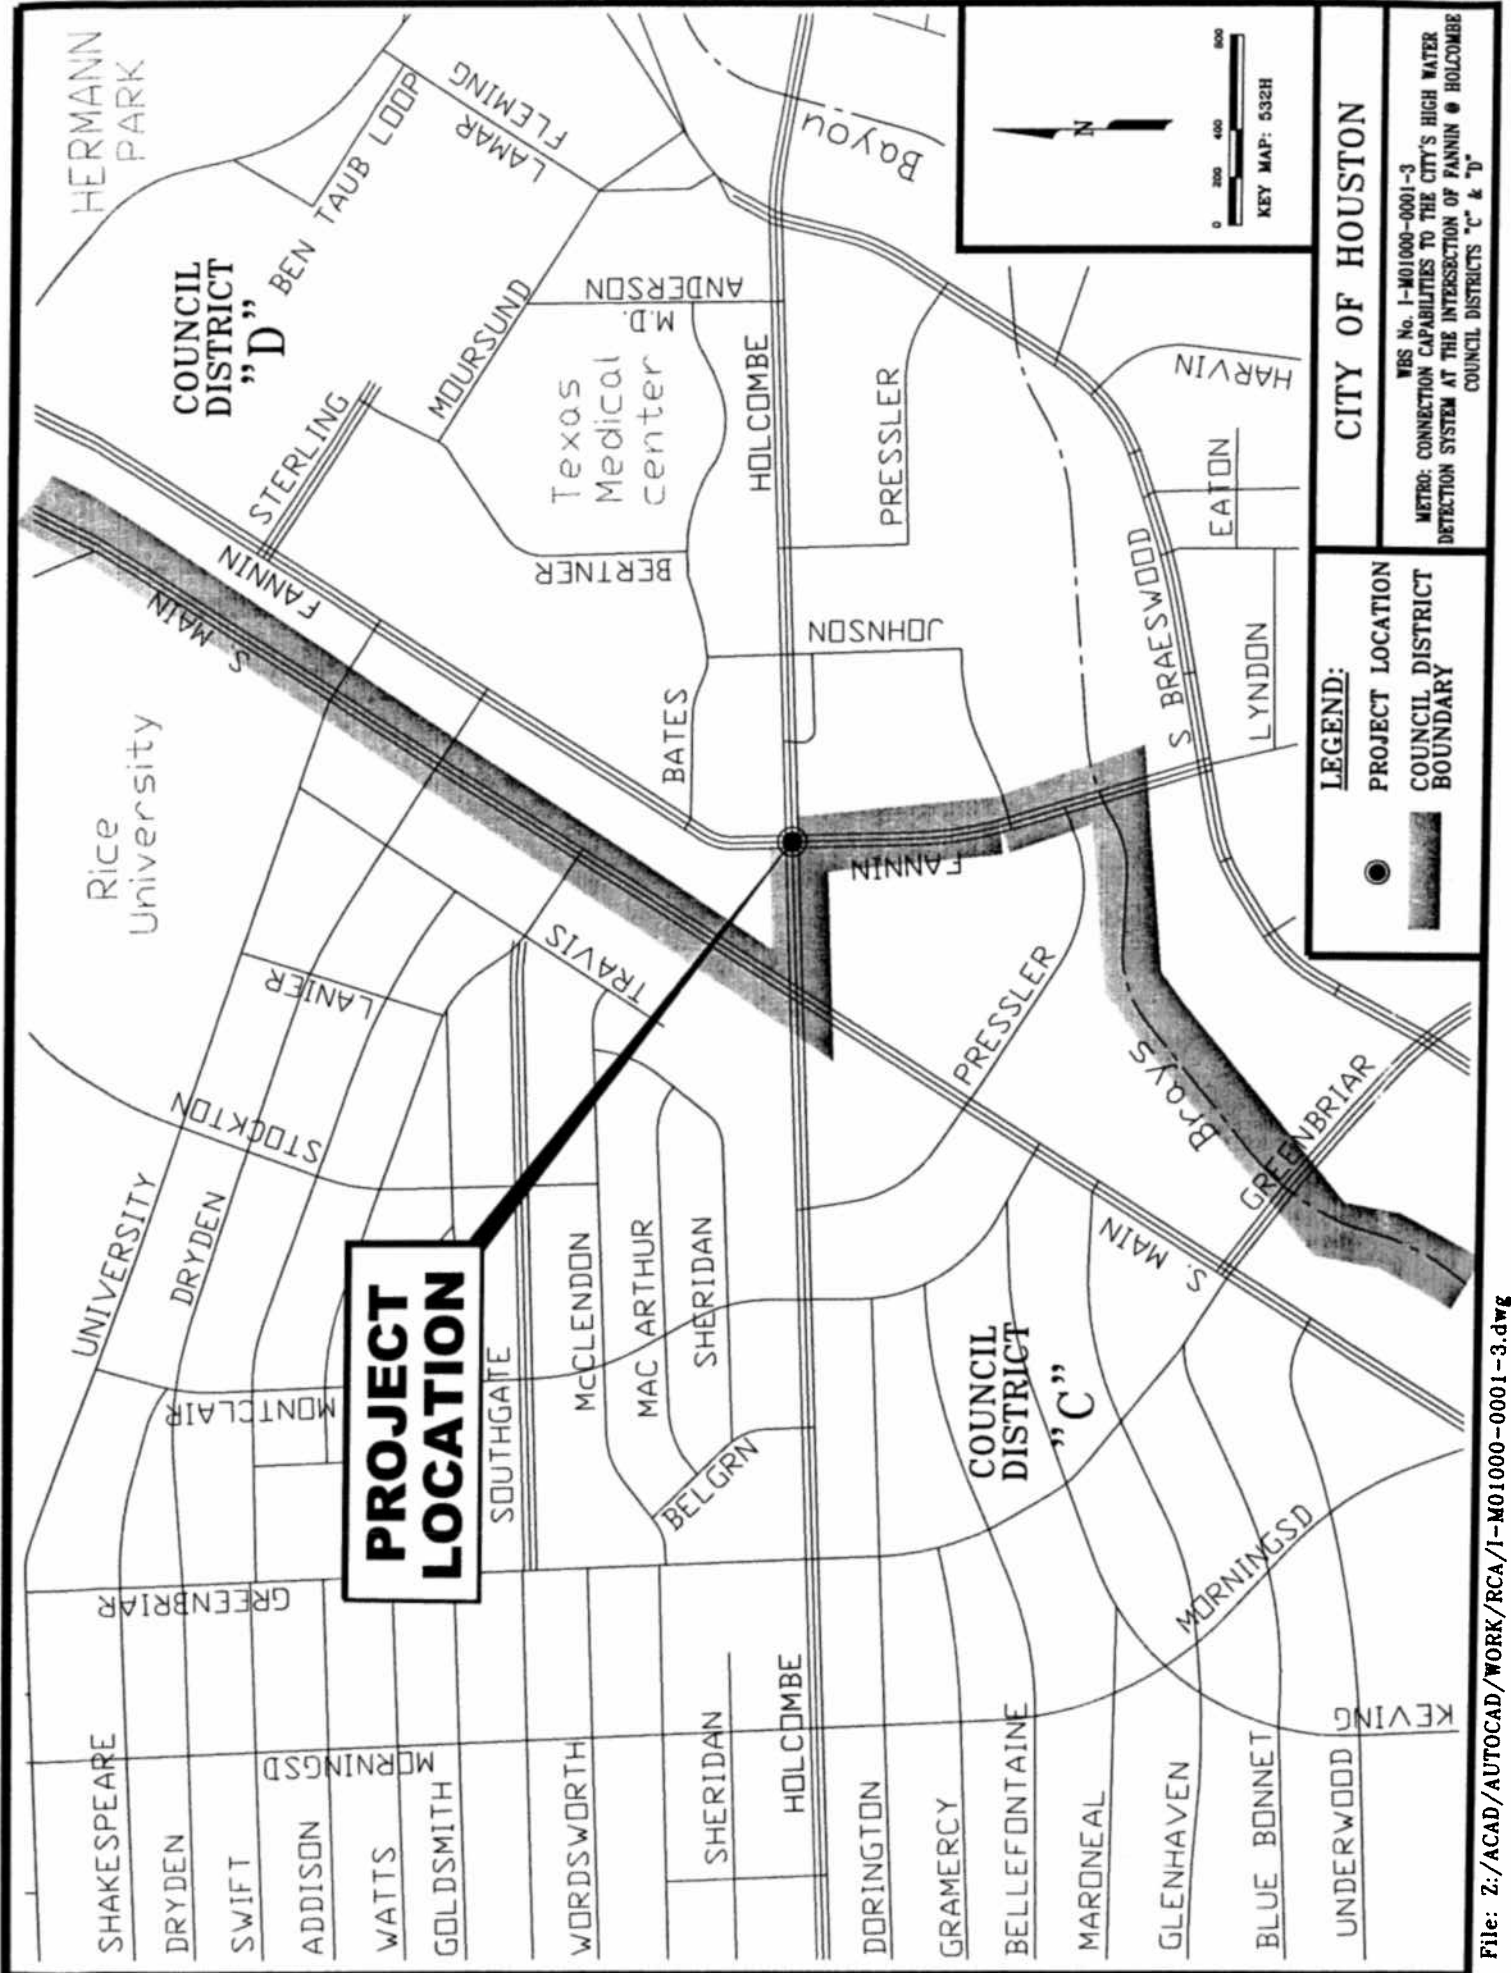 HERMANN
PARK
Rice
University
COUNCIL
DISTRICT
"D"
BEN TAUB LOOP
LAMAR
FLEMING
STERLING
MOURSUND
FANNIN
S. MAIN
Texas
Medical
center
M.D.
ANDERSON
BERTNER
BATES
HOLCOMBE
PRESSLER
JOHNSON
Bayou
HARVIN
EATON
S BRAESWOOD
LYNDON
UNIVERSITY
DRYDEN
STOCKTON
LANIER
TRAVIS
MONTCLAIR
PROJECT
LOCATION
SOUTHGATE
McCLENDON
MAC ARTHUR
SHERIDAN
BELGRN
GREENBRIAR
MORNINGSD
SHAKESPEARE
DRYDEN
SWIFT
ADDISON
WATTS
GOLDSMITH
WORDSWORTH
SHERIDAN
HOLCOMBE
FANNIN
PRESSLER
Brays
GREENBRIAR
S. MAIN
COUNCIL
DISTRICT
"C"
DORINGTON
GRAMERCY
BELLEFONTAINE
MARONEAL
GLENHAVEN
BLUE BONNET
UNDERWOOD
MORNINGSD
KEVING
N
0 200 400 800
KEY MAP: 532H
LEGEND:
PROJECT LOCATION
COUNCIL DISTRICT
BOUNDARY
CITY OF HOUSTON
WBS No. I-M01000-0001-3
METRO: CONNECTION CAPABILITIES TO THE CITY'S HIGH WATER
DETECTION SYSTEM AT THE INTERSECTION OF FANNIN @ HOLCOMBE
COUNCIL DISTRICTS "C" & "D"
File: Z:/ACAD/AUTOCAD/WORK/RCA/I-M01000-0001-3.dwg